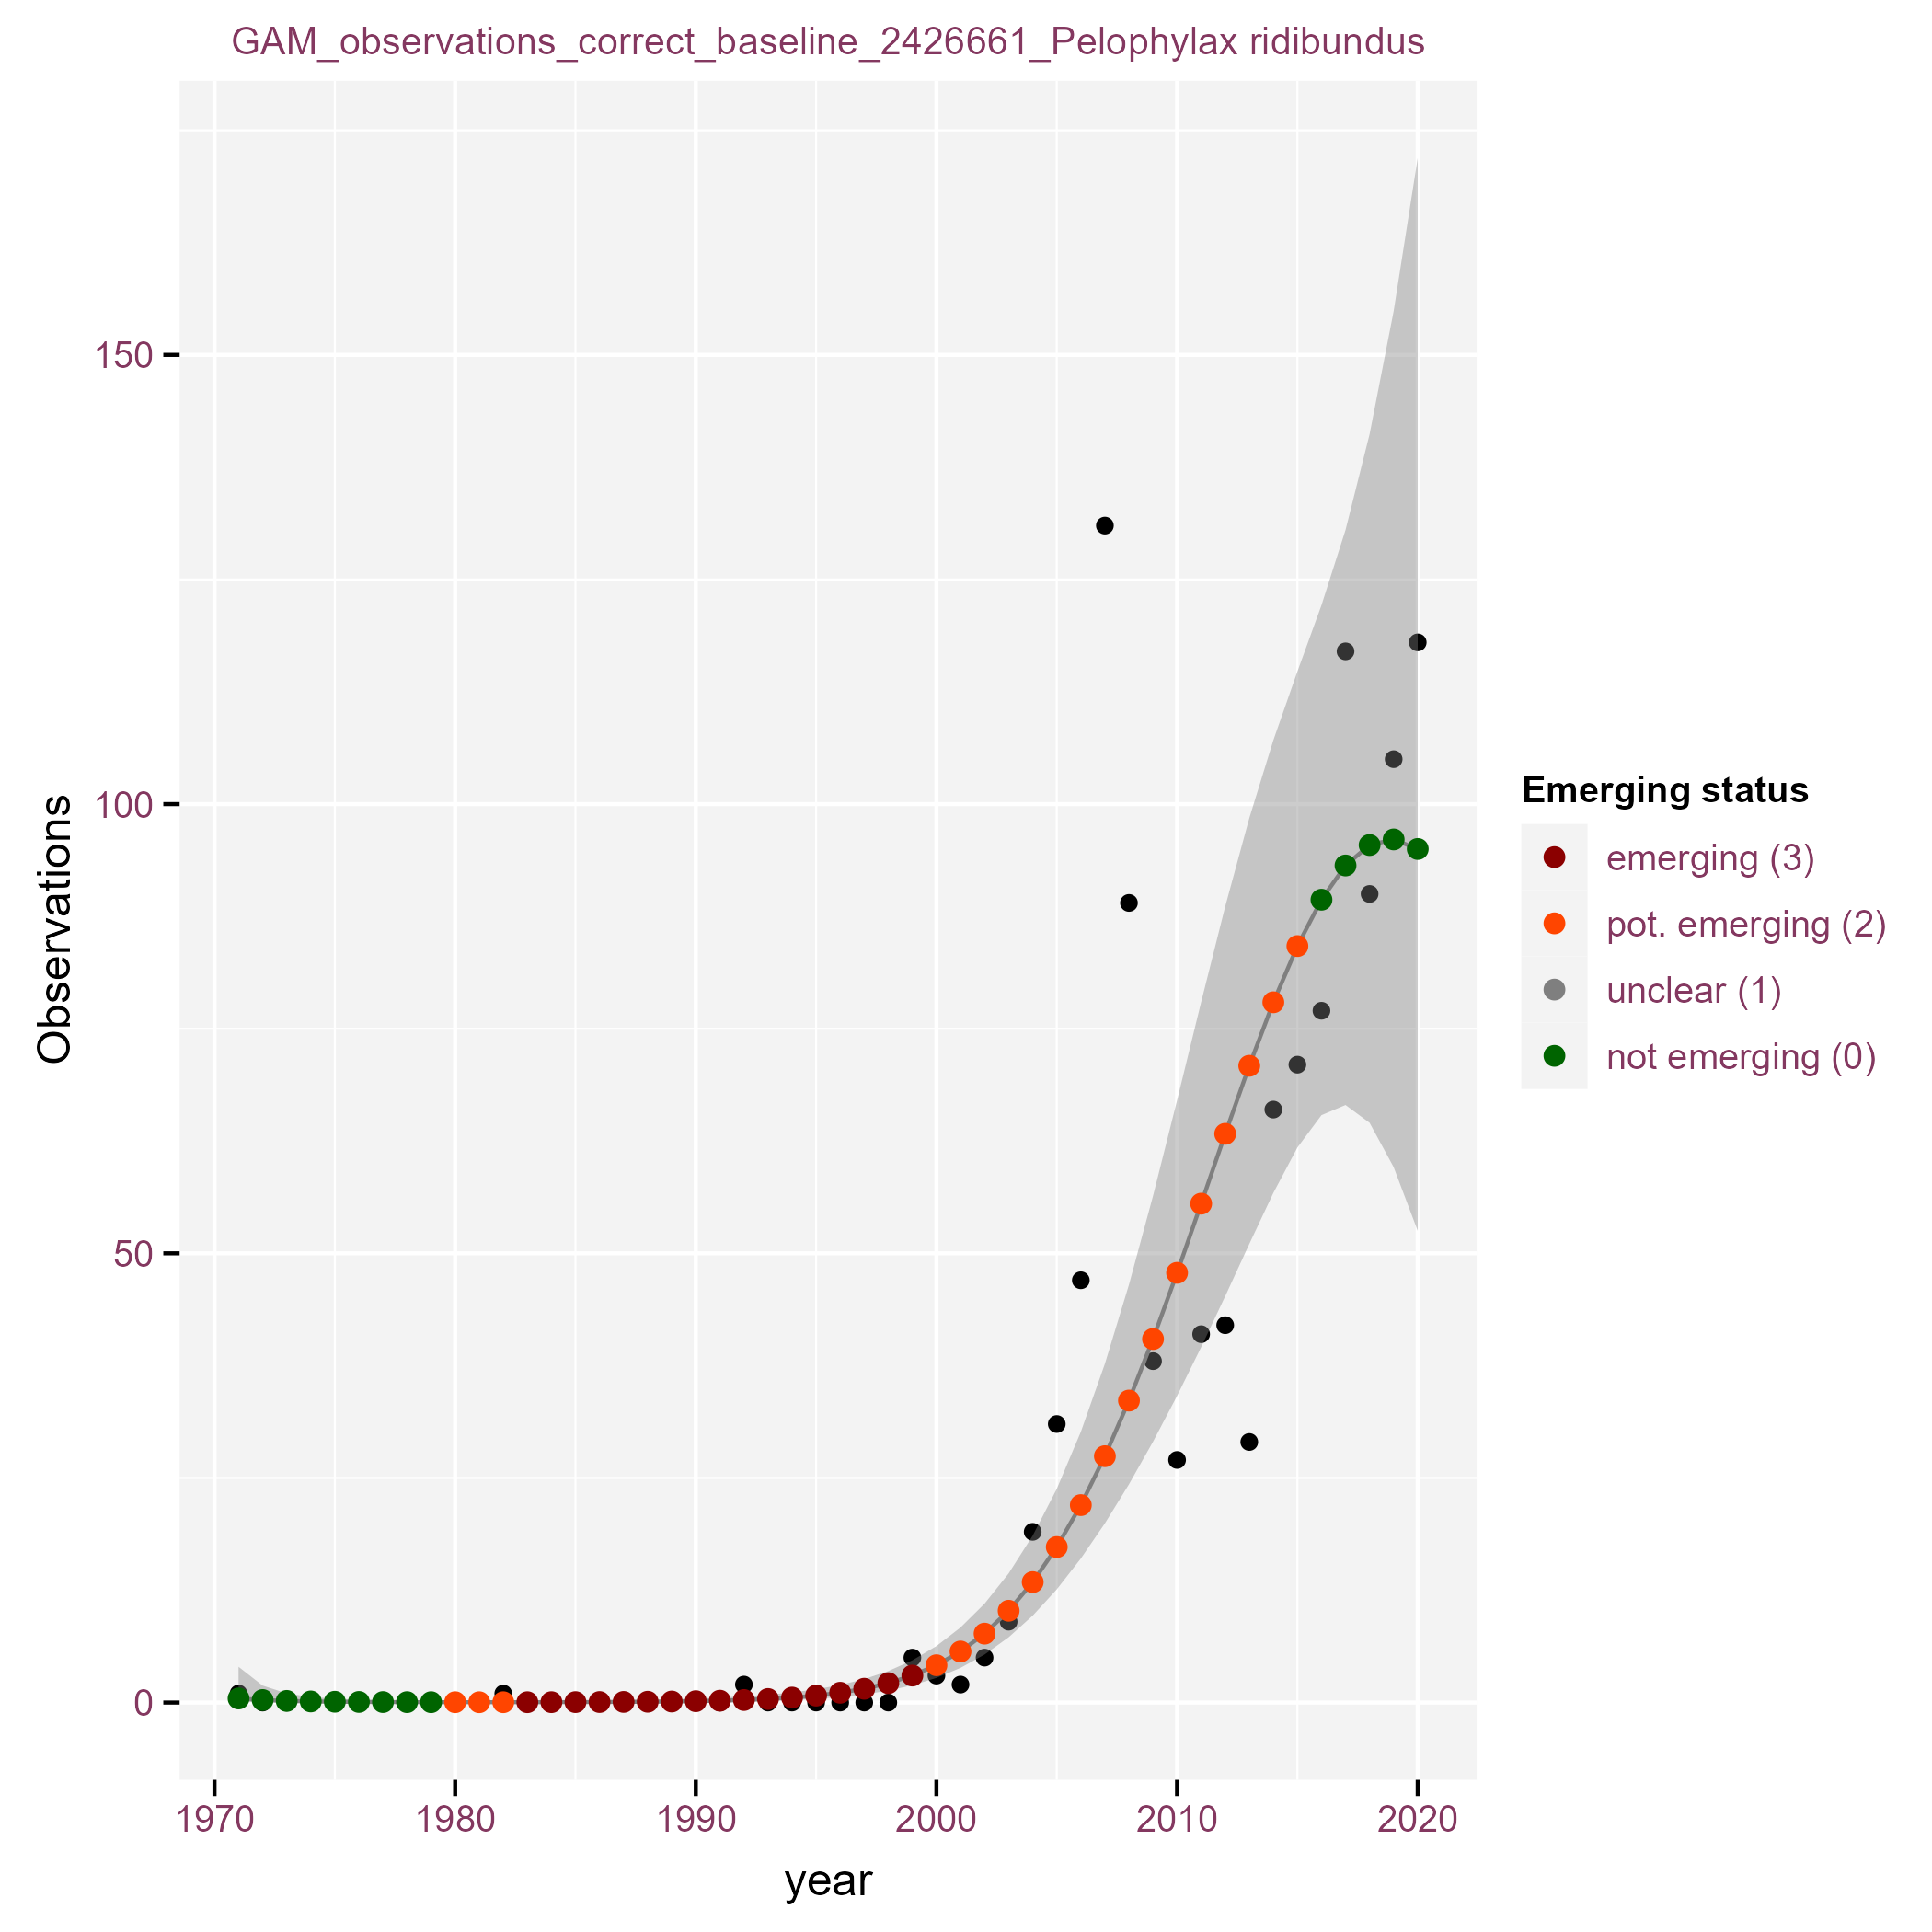 GAM_observations_correct_baseline_2426661_Pelophylax ridibundus
150
100
50
0
Observations
1970 1980 1990 2000 2010 2020
year
Emerging status
emerging (3)
pot. emerging (2)
unclear (1)
not emerging (0)